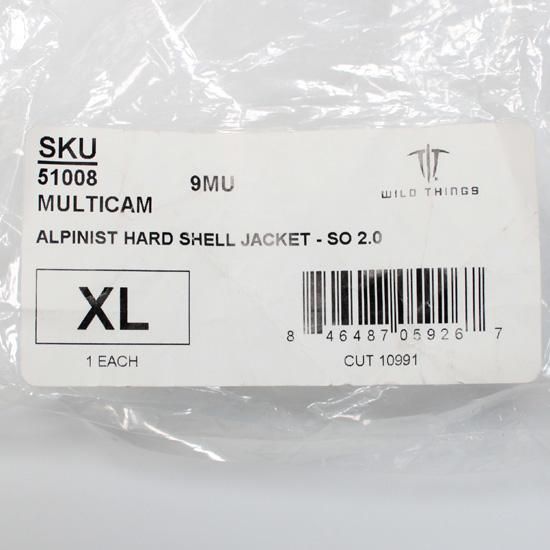 SKU
51008 9MU
MULTICAM
WILD THINGS
ALPINIST HARD SHELL JACKET - SO 2.0
XL
1 EACH
8 46487 05926 7
CUT 10991